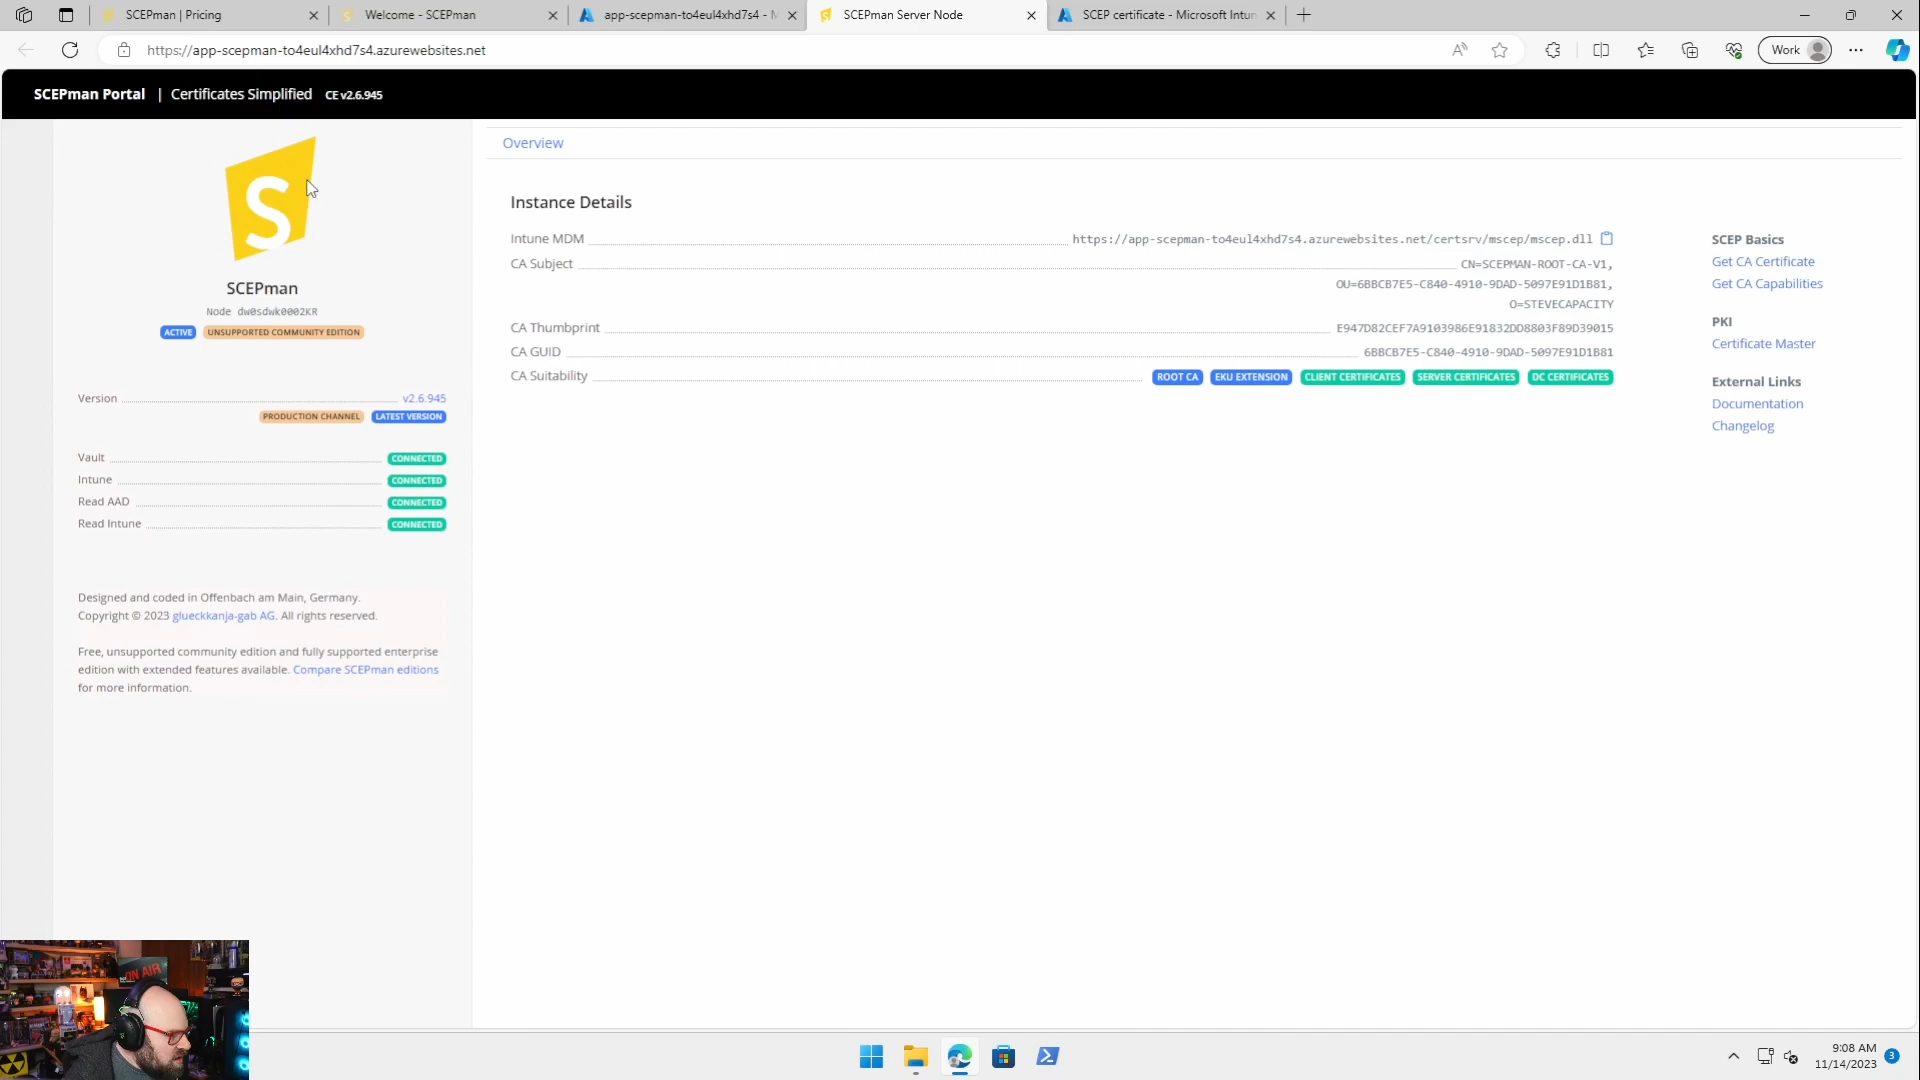 SCEPman | Pricing
Welcome - SCEPman
app-scepman-to4eul4xhd7s4 - M
SCEPman Server Node
SCEP certificate - Microsoft Intun
https://app-scepman-to4eul4xhd7s4.azurewebsites.net
Work
SCEPman Portal | Certificates Simplified CE v2.6.945
S
SCEPman
Node dw0sdwk0002KR
ACTIVE UNSUPPORTED COMMUNITY EDITION
Version v2.6.945
PRODUCTION CHANNEL LATEST VERSION
Vault CONNECTED
Intune CONNECTED
Read AAD CONNECTED
Read Intune CONNECTED
Designed and coded in Offenbach am Main, Germany.
Copyright © 2023 glueckkanja-gab AG. All rights reserved.
Free, unsupported community edition and fully supported enterprise
edition with extended features available. Compare SCEPman editions
for more information.
Overview
Instance Details
Intune MDM https://app-scepman-to4eul4xhd7s4.azurewebsites.net/certsrv/mscep/mscep.dll
CA Subject CN=SCEPMAN-ROOT-CA-V1,
OU=6BBCB7E5-C840-4910-9DAD-5097E91D1B81,
O=STEVECAPACITY
CA Thumbprint E947D82CEF7A9103986E91832DD8803F89D39015
CA GUID 6BBCB7E5-C840-4910-9DAD-5097E91D1B81
CA Suitability ROOT CA EKU EXTENSION CLIENT CERTIFICATES SERVER CERTIFICATES DC CERTIFICATES
SCEP Basics
Get CA Certificate
Get CA Capabilities
PKI
Certificate Master
External Links
Documentation
Changelog
ON AIR
9:08 AM
11/14/2023
3